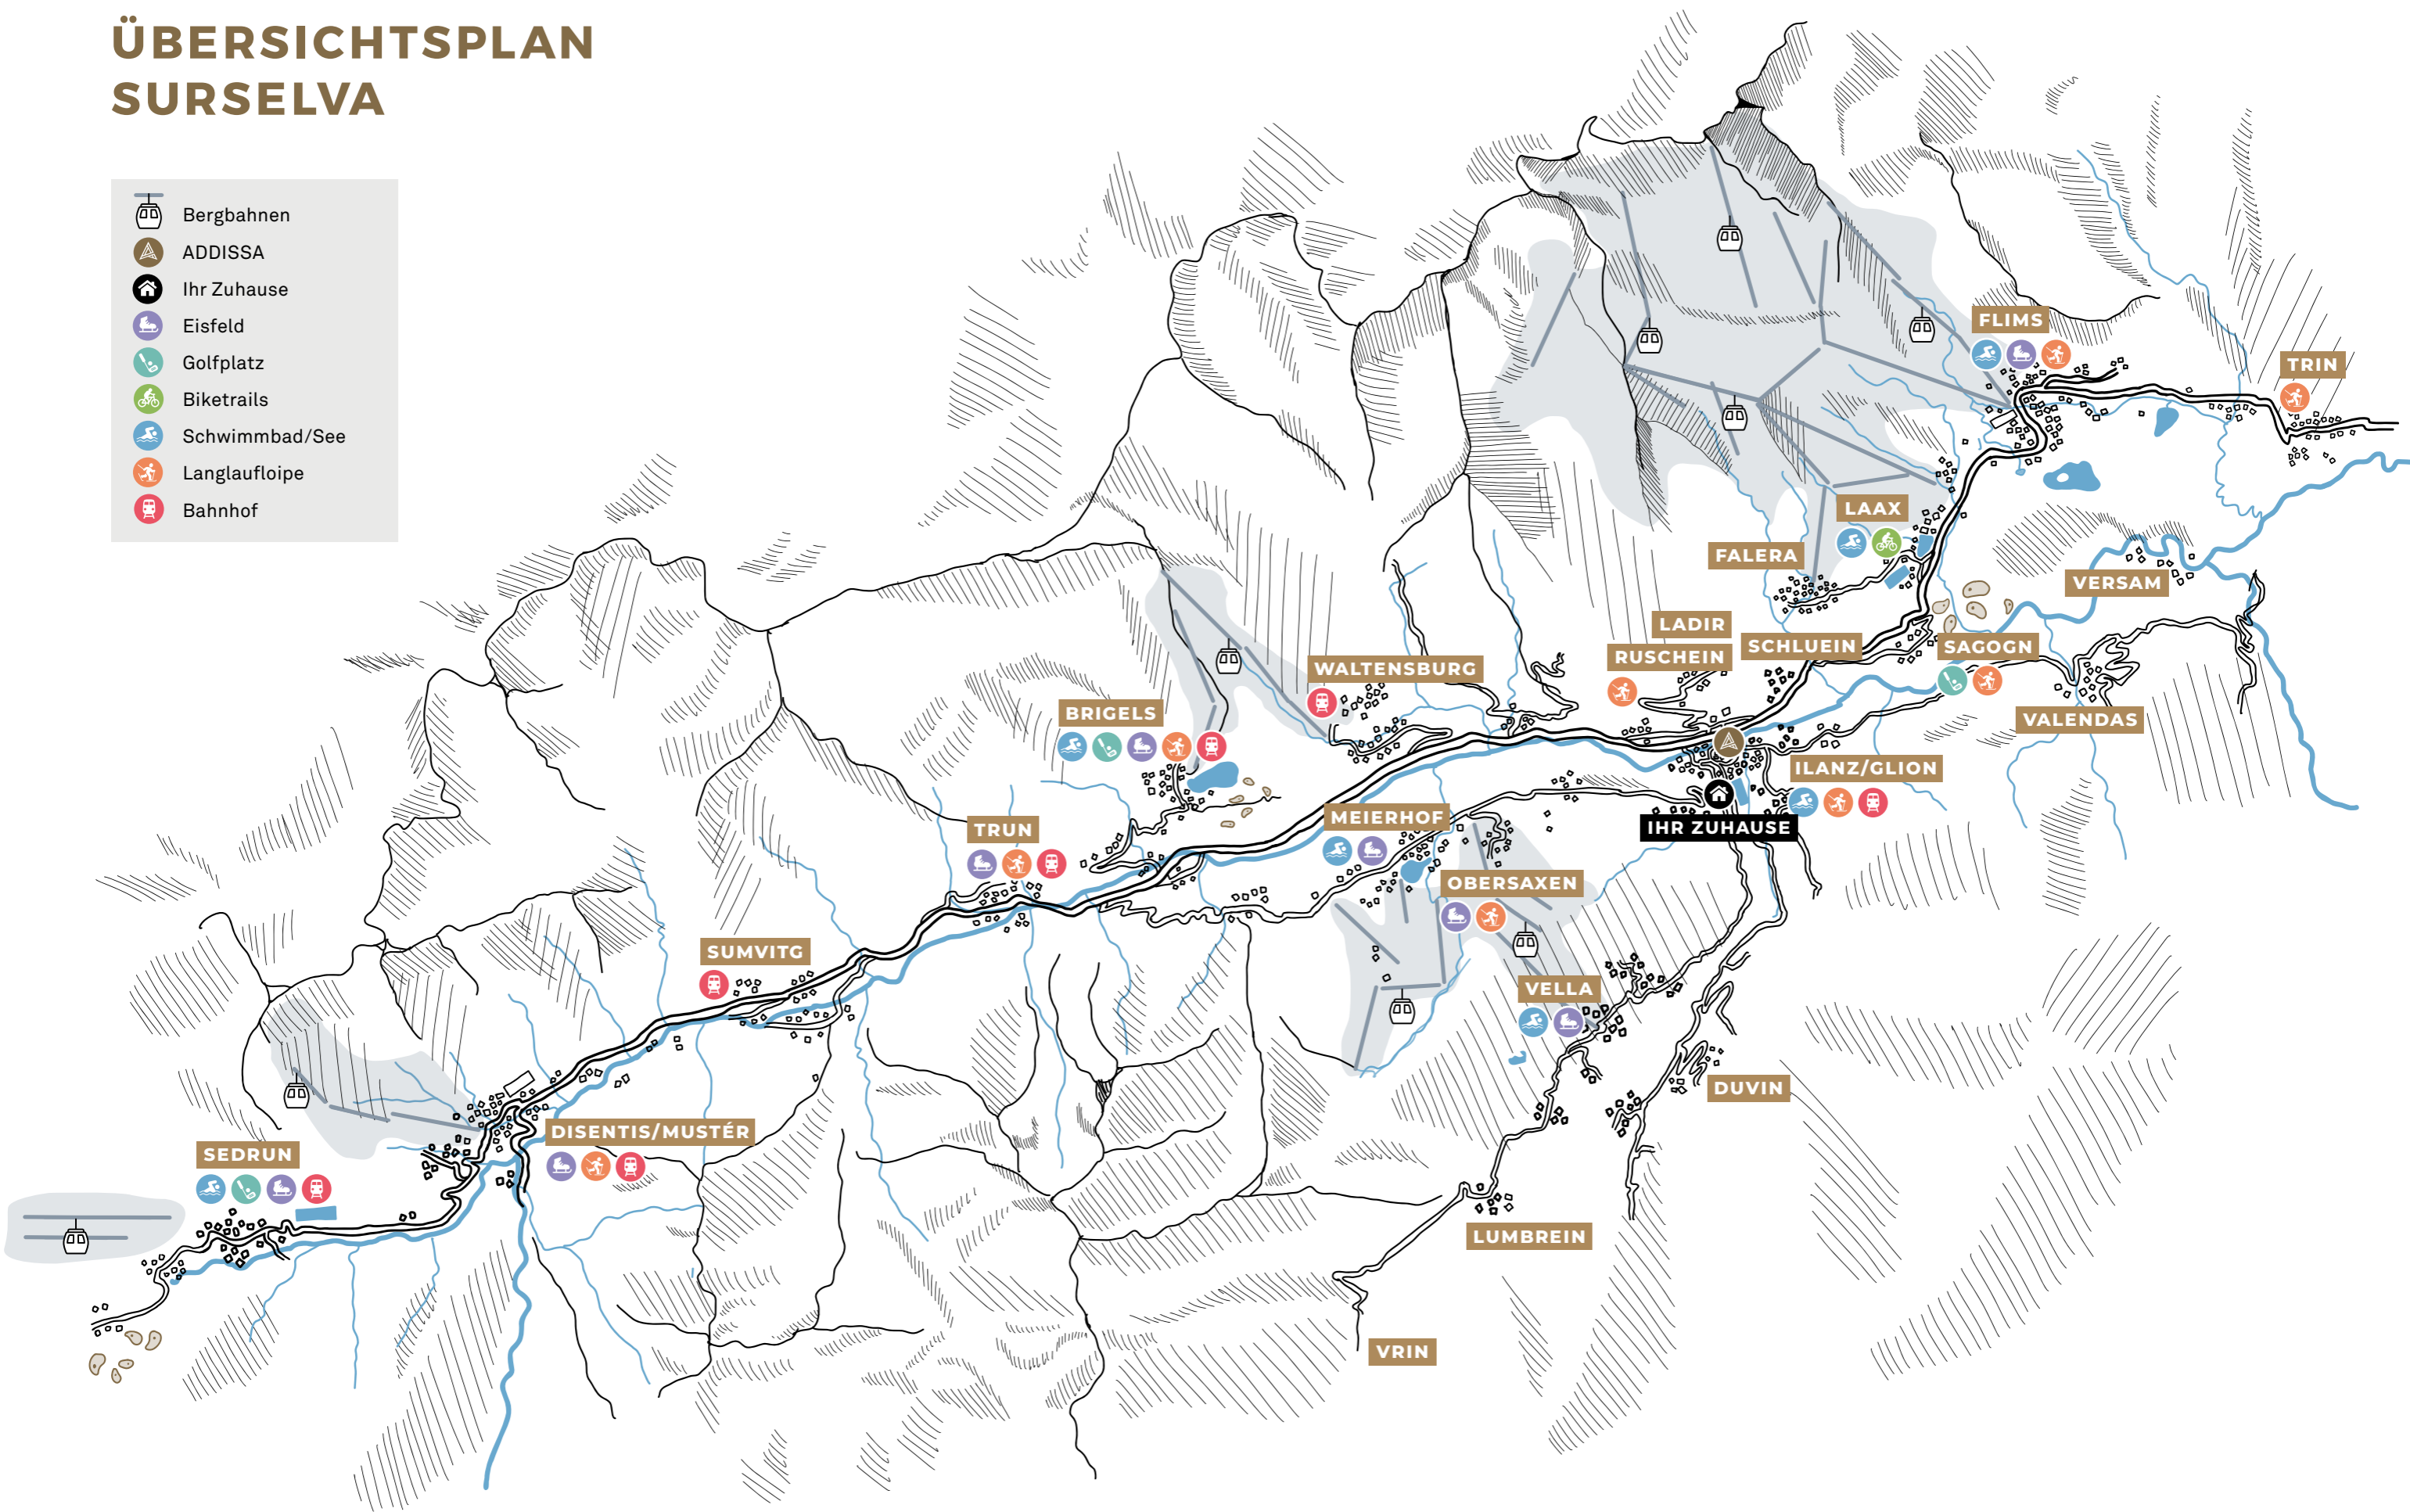 ÜBERSICHTSPLAN
SURSELVA
Bergbahnen
ADDISSA
Ihr Zuhause
Eisfeld
Golfplatz
Biketrails
Schwimmbad/See
Langlaufloipe
Bahnhof
FLIMS
TRIN
LAAX
FALERA
VERSAM
LADIR
RUSCHEIN
SCHLUEIN
SAGOGN
WALTENSBURG
BRIGELS
VALENDAS
ILANZ/GLION
MEIERHOF
TRUN
IHR ZUHAUSE
OBERSAXEN
SUMVITG
VELLA
DUVIN
DISENTIS/MUSTÉR
SEDRUN
LUMBREIN
VRIN